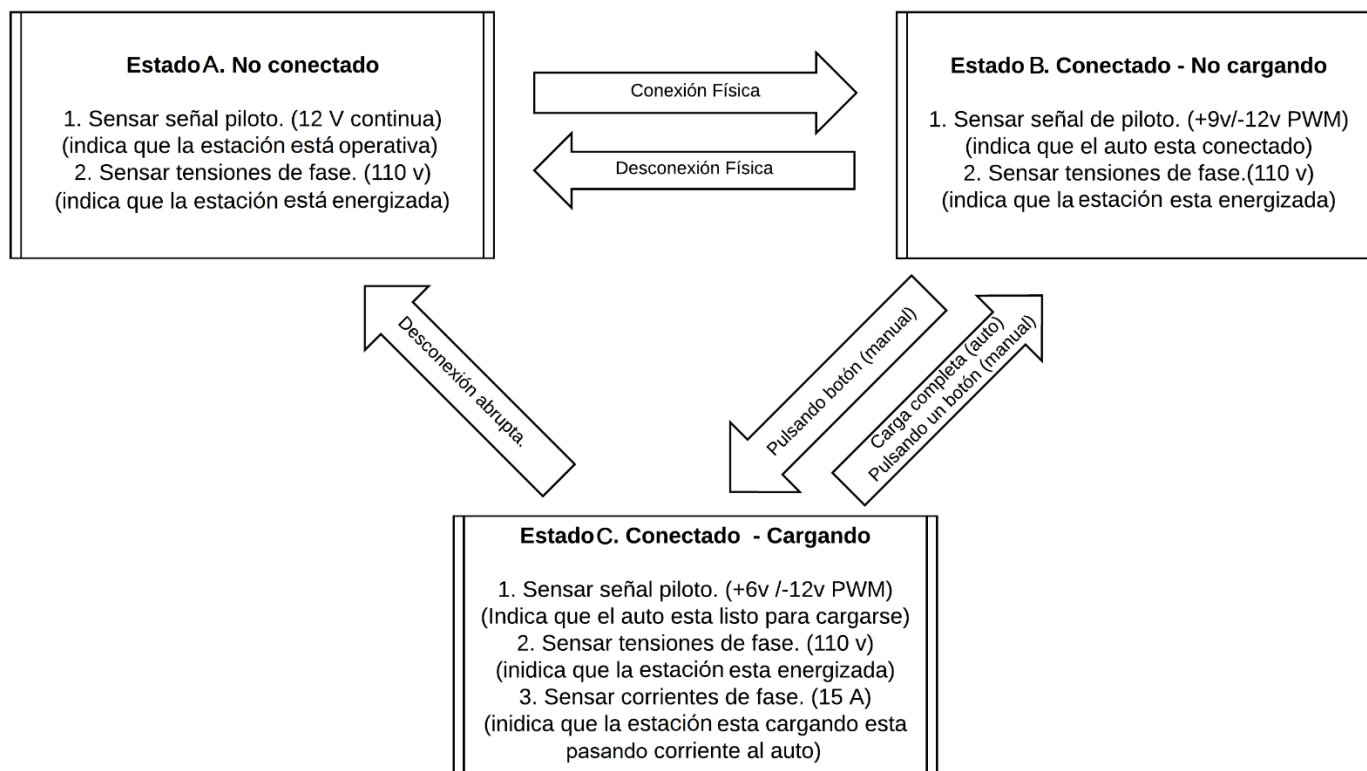 Estado A. No conectado
1. Sensar señal piloto. (12 V continua)
(indica que la estación está operativa)
2. Sensar tensiones de fase. (110 v)
(indica que la estación está energizada)
Conexión Física
Desconexión Física
Estado B. Conectado - No cargando
1. Sensar señal de piloto. (+9v/-12v PWM)
(indica que el auto esta conectado)
2. Sensar tensiones de fase.(110 v)
(indica que la estación esta energizada)
Desconexión abrupta.
Pulsando botón (manual)
Carga completa (auto)
Pulsando un botón (manual)
Estado C. Conectado - Cargando
1. Sensar señal piloto. (+6v /-12v PWM)
(Indica que el auto esta listo para cargarse)
2. Sensar tensiones de fase. (110 v)
(inidica que la estación esta energizada)
3. Sensar corrientes de fase. (15 A)
(inidica que la estación esta cargando esta
pasando corriente al auto)